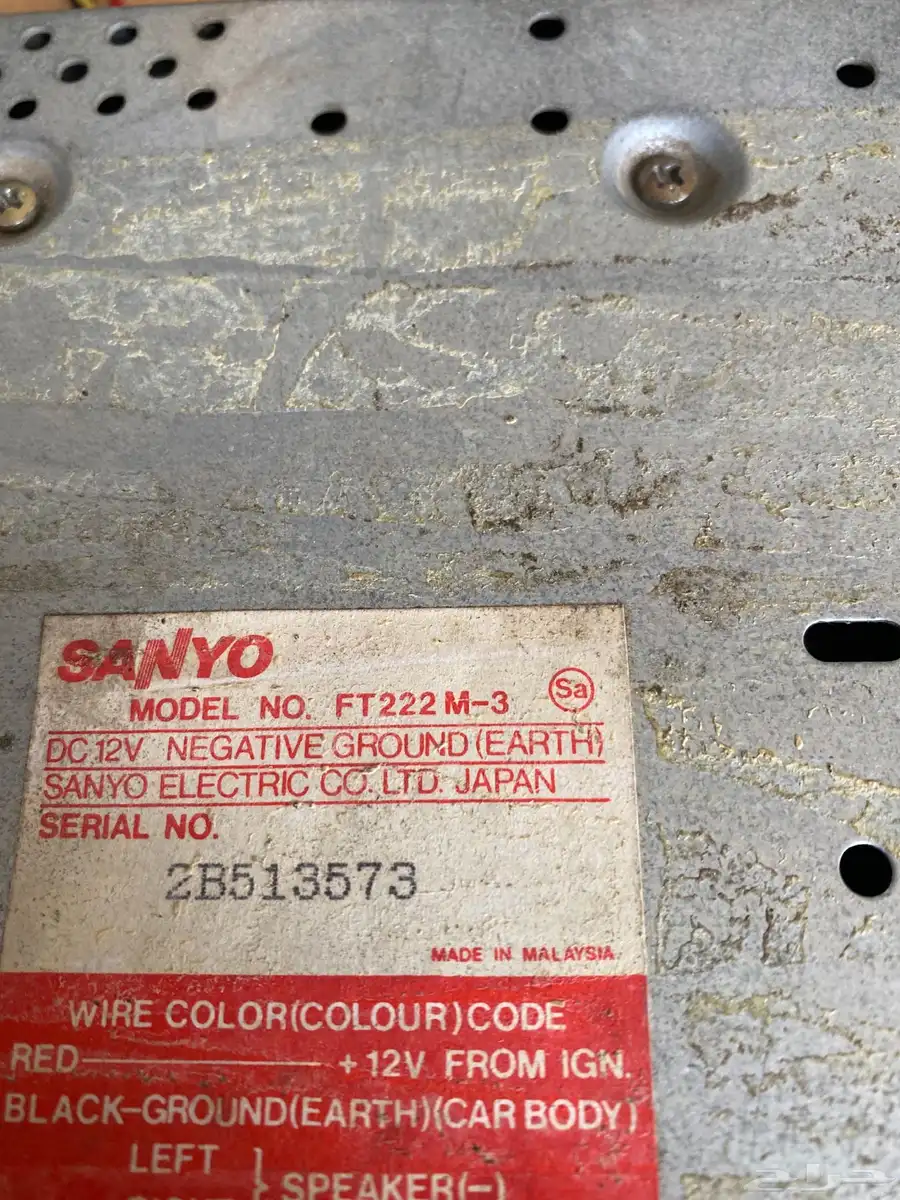 SANYO
MODEL NO. FT222M-3
Sa
DC12V NEGATIVE GROUND (EARTH)
SANYO ELECTRIC CO. LTD. JAPAN
SERIAL NO.
2B513573
MADE IN MALAYSIA
WIRE COLOR(COLOUR)CODE
RED — +12V FROM IGN.
BLACK-GROUND(EARTH)(CAR BODY)
LEFT
SPEAKER(-)
حراج